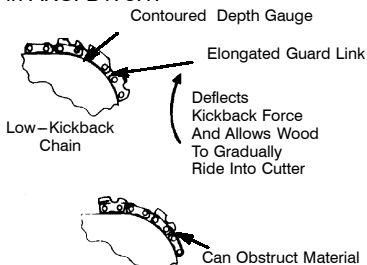 Contoured Depth Gauge
Elongated Guard Link
Deflects
Kickback Force
And Allows Wood
To Gradually
Ride Into Cutter
Low-Kickback
Chain
Can Obstruct Material